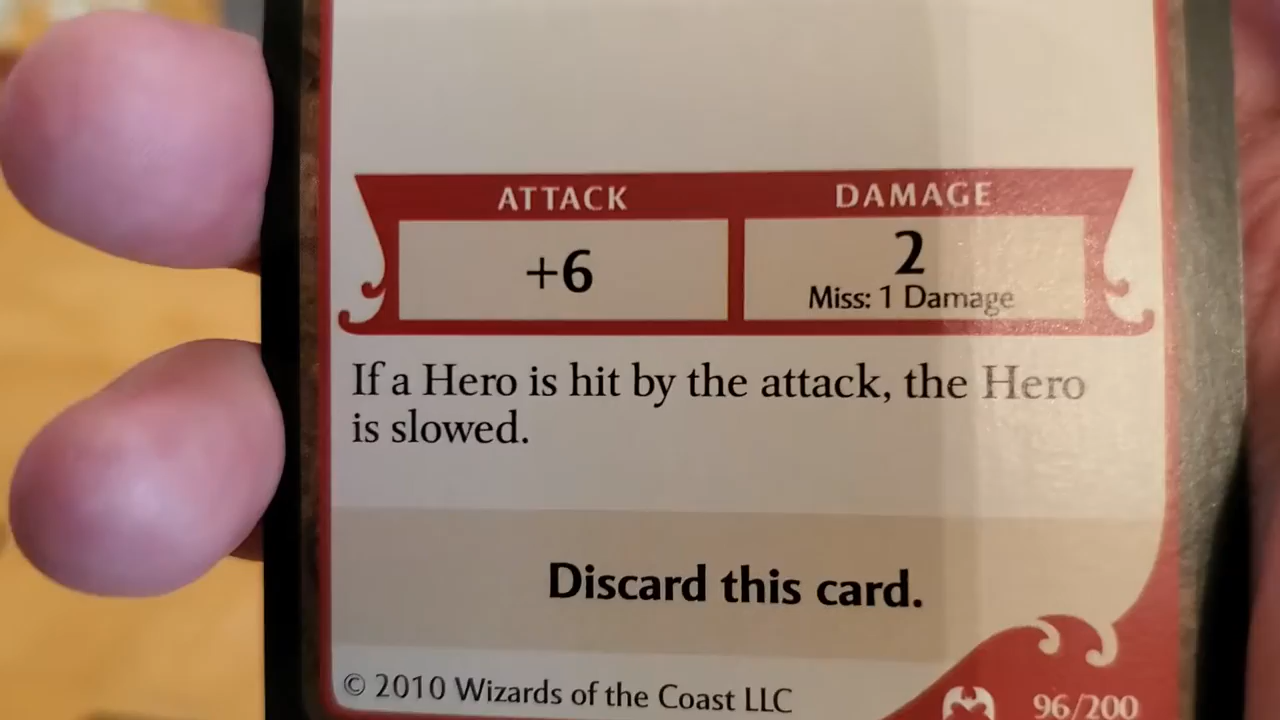 ATTACK
DAMAGE
+6
2
Miss: 1 Damage
If a Hero is hit by the attack, the Hero
is slowed.
Discard this card.
© 2010 Wizards of the Coast LLC
96/200